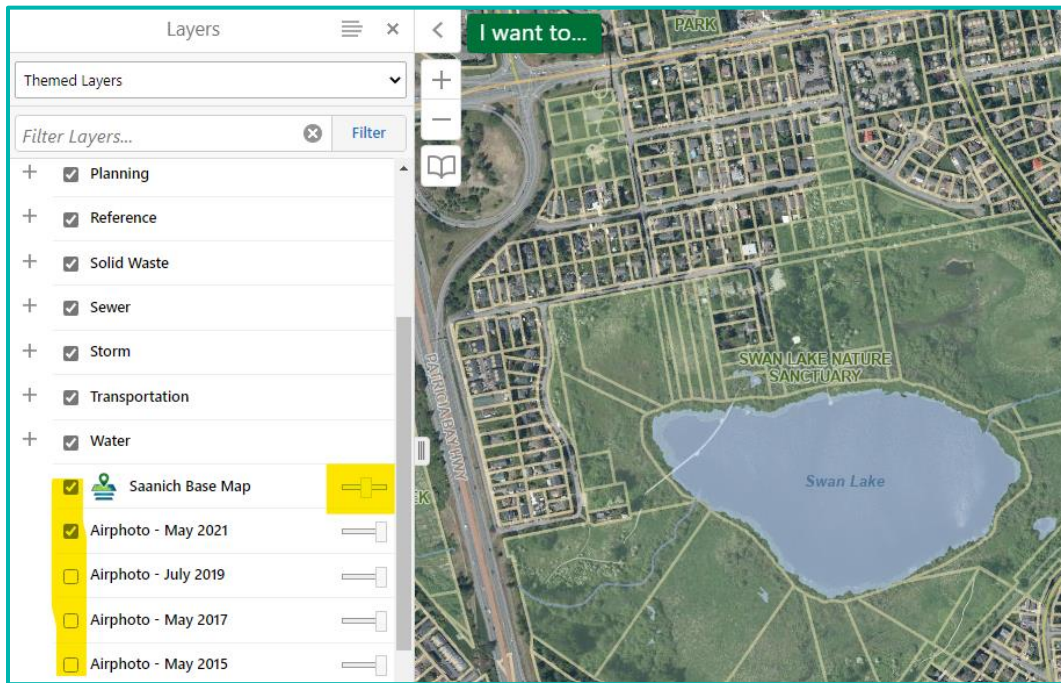 Layers
Themed Layers
Filter Layers...
Filter
Planning
Reference
Solid Waste
Sewer
Storm
Transportation
Water
Saanich Base Map
Airphoto - May 2021
Airphoto - July 2019
Airphoto - May 2017
Airphoto - May 2015
I want to...
PARK
PATRICIA BAY HWY
SWAN LAKE NATURE
SANCTUARY
Swan Lake